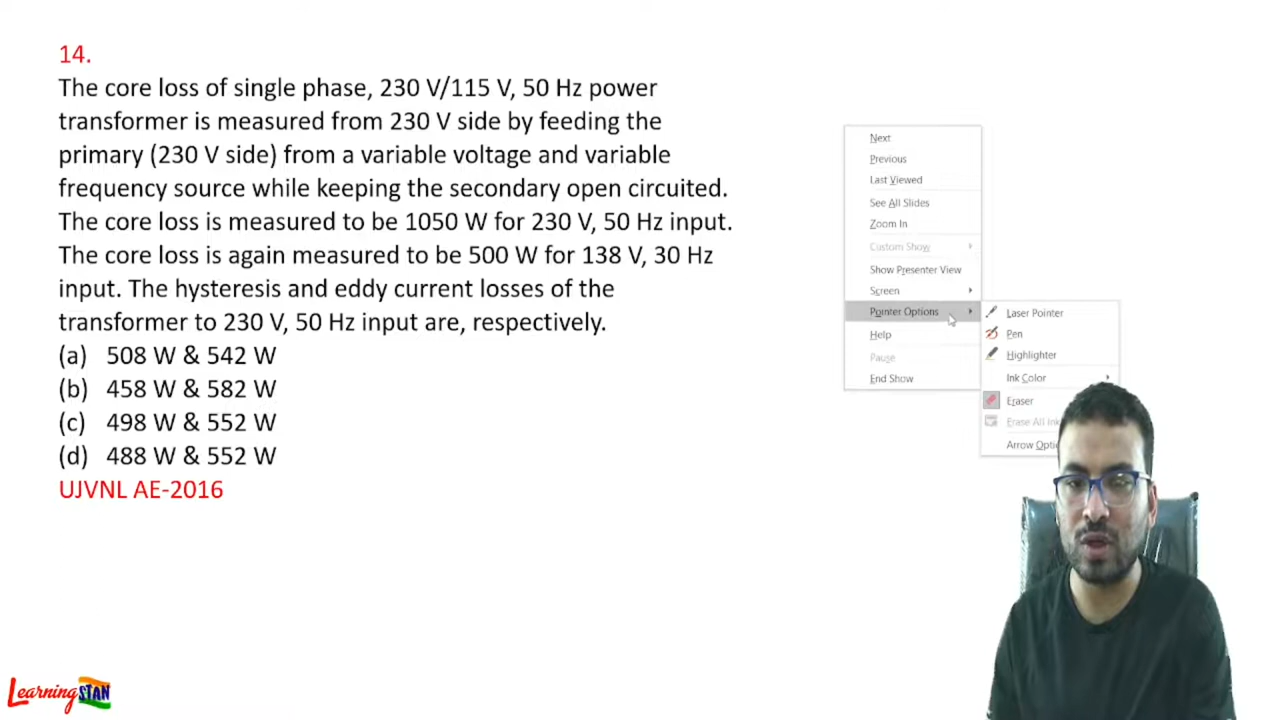 14.
The core loss of single phase, 230 V/115 V, 50 Hz power
transformer is measured from 230 V side by feeding the
primary (230 V side) from a variable voltage and variable
frequency source while keeping the secondary open circuited.
The core loss is measured to be 1050 W for 230 V, 50 Hz input.
The core loss is again measured to be 500 W for 138 V, 30 Hz
input. The hysteresis and eddy current losses of the
transformer to 230 V, 50 Hz input are, respectively.
(a) 508 W & 542 W
(b) 458 W & 582 W
(c) 498 W & 552 W
(d) 488 W & 552 W
UJVNL AE-2016
Next
Previous
Last Viewed
See All Slides
Zoom In
Custom Show
Show Presenter View
Screen
Pointer Options
Help
Pause
End Show
Laser Pointer
Pen
Highlighter
Ink Color
Eraser
Erase All Ink
Arrow
LearningSTAN